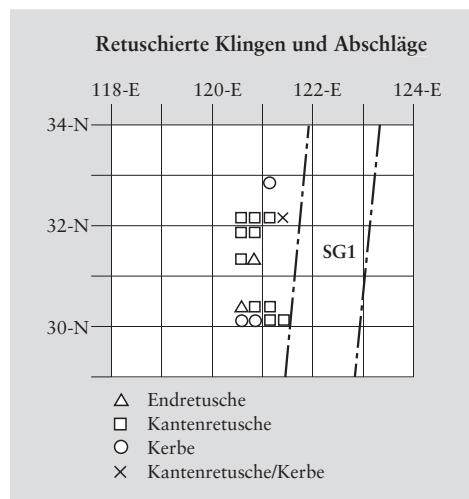 Retuschierte Klingen und Abschläge
118-E 120-E 122-E 124-E
34-N
32-N
SG1
30-N
Endretusche
Kantenretusche
Kerbe
Kantenretusche/Kerbe